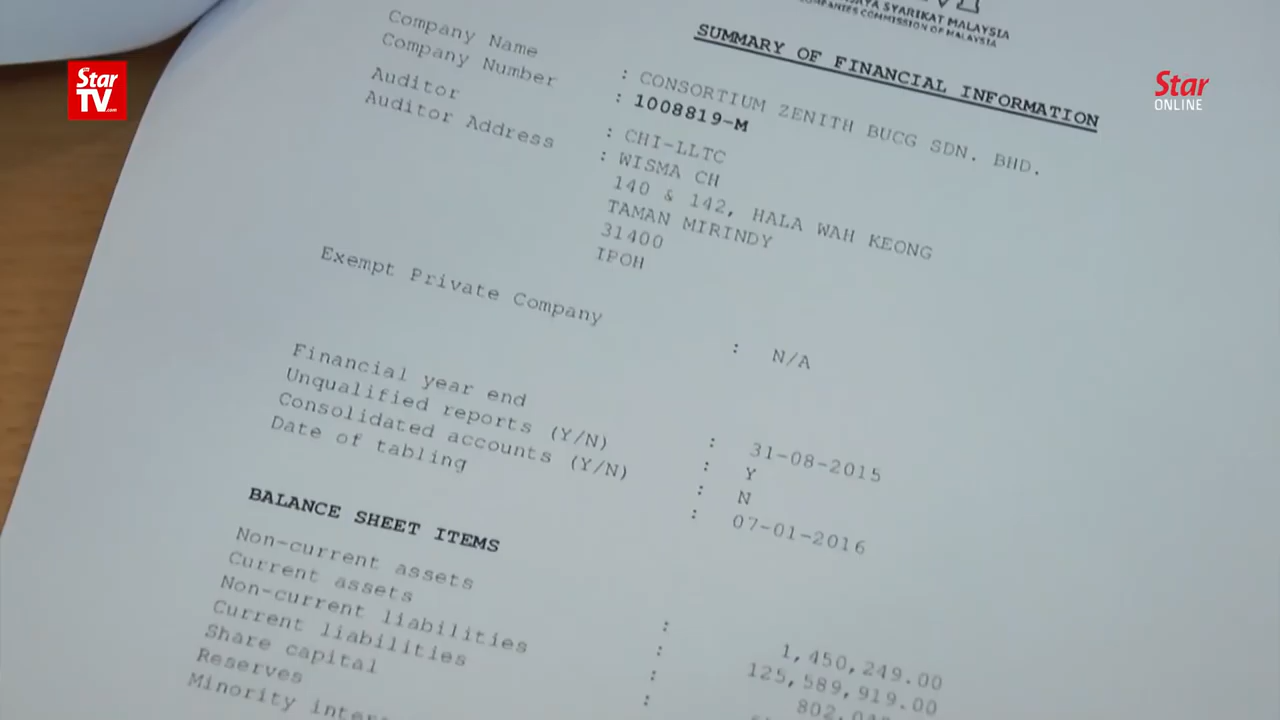 SYARIKAT MALAYSIA
COMPANIES COMMISSION OF MALAYSIA
SUMMARY OF FINANCIAL INFORMATION
Star
TV.com
Star
ONLINE
Company Name : CONSORTIUM ZENITH BUCG SDN. BHD.
Company Number : 1008819-M
Auditor : CHI-LLTC
Auditor Address : WISMA CH
140 & 142, HALA WAH KEONG
TAMAN MIRINDY
31400
IPOH
Exempt Private Company : N/A
Financial year end : 31-08-2015
Unqualified reports (Y/N) : Y
Consolidated accounts (Y/N) : N
Date of tabling : 07-01-2016
BALANCE SHEET ITEMS
Non-current assets : 1,450,249.00
Current assets : 125,589,919.00
Non-current liabilities :
Current liabilities :
Share capital
Reserves
Minority